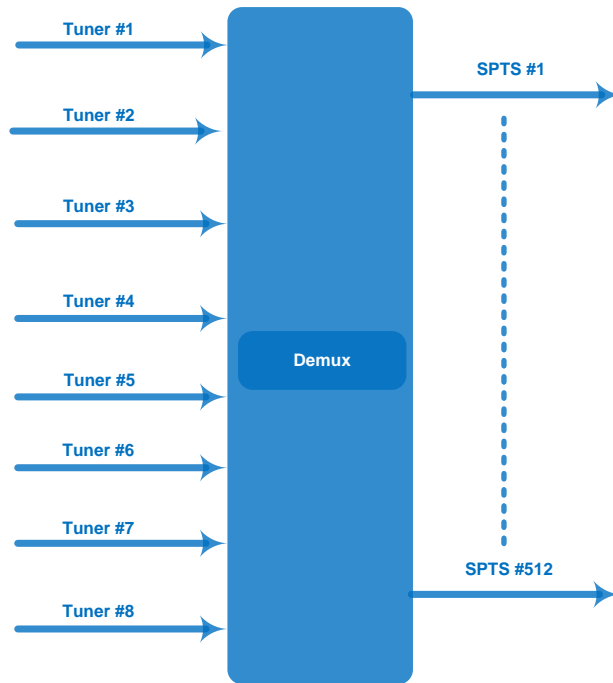 Tuner #1
Tuner #2
Tuner #3
Tuner #4
Tuner #5
Tuner #6
Tuner #7
Tuner #8
Demux
SPTS #1
SPTS #512